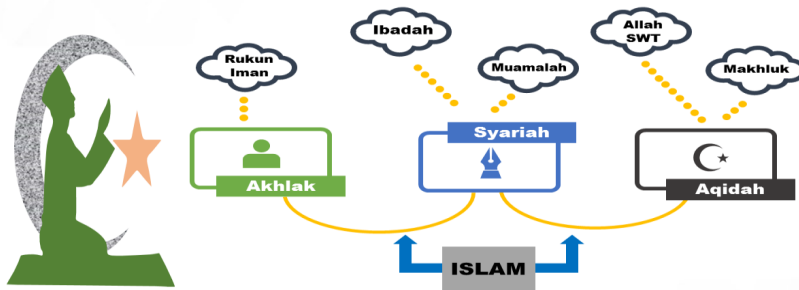 Rukun
Iman
Ibadah
Muamalah
Allah
SWT
Makhluk
Akhlak
Syariah
Aqidah
ISLAM